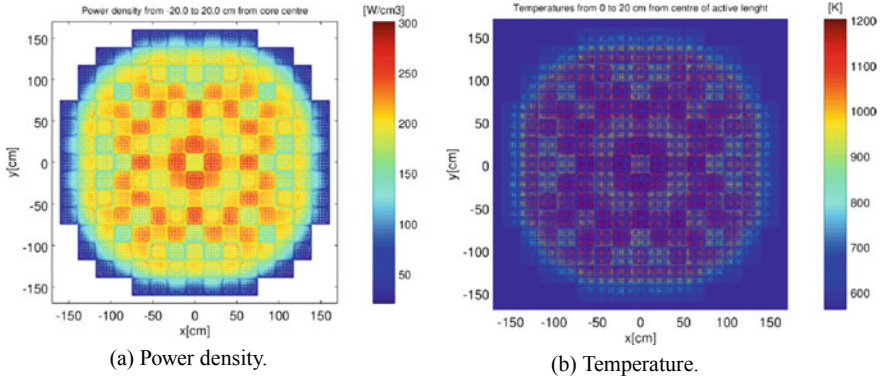 Power density from -20.0 to 20.0 cm from core centre
[W/cm3]
300
250
200
150
100
50
150
100
50
0
-50
-100
-150
y[cm]
-150 -100 -50 0 50 100 150
x[cm]
(a) Power density.
Temperatures from 0 to 20 cm from centre of active lenght
[K]
1200
1100
1000
900
800
700
600
150
100
50
0
-50
-100
-150
y[cm]
-150 -100 -50 0 50 100 150
x[cm]
(b) Temperature.